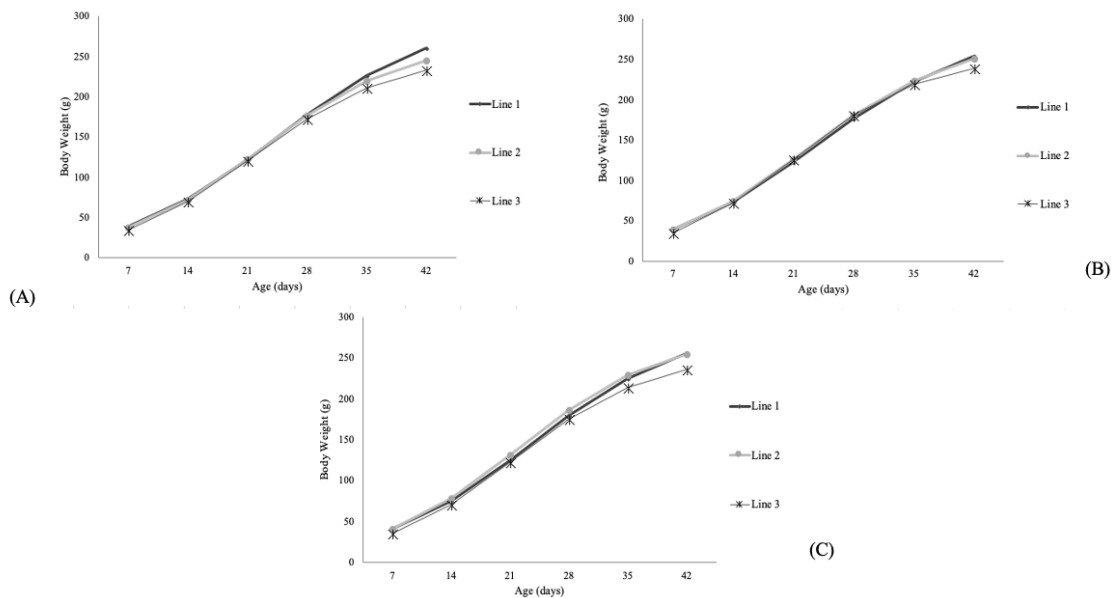 300
250
200
150
100
50
0
Body Weight (g)
7 14 21 28 35 42
Age (days)
Line 1
Line 2
Line 3
(A)
300
250
200
150
100
50
0
Body Weight (g)
7 14 21 28 35 42
Age (days)
Line 1
Line 2
Line 3
(B)
300
250
200
150
100
50
0
Body Weight (g)
7 14 21 28 35 42
Age (days)
Line 1
Line 2
Line 3
(C)